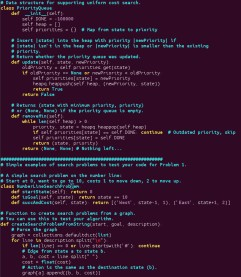 # Data structure for supporting uniform cost search.
class PriorityQueue:
def __init__(self):
self.DONE = -100000
self.heap = []
self.priorities = {} # Map from state to priority
# Insert |state| into the heap with priority |newPriority| if
# |state| isn't in the heap or |newPriority| is smaller than the existing
# priority.
# Return whether the priority queue was updated.
def update(self, state, newPriority):
oldPriority = self.priorities.get(state)
if oldPriority == None or newPriority < oldPriority:
self.priorities[state] = newPriority
heapq.heappush(self.heap, (newPriority, state))
return True
return False
# Returns (state with minimum priority, priority)
# or (None, None) if the priority queue is empty.
def removeMin(self):
while len(self.heap) > 0:
priority, state = heapq.heappop(self.heap)
if self.priorities[state] == self.DONE: continue # Outdated priority, skip
self.priorities[state] = self.DONE
return (state, priority)
return (None, None) # Nothing left...
# Simple examples of search problems to test your code for Problem 1.
# A simple search problem on the number line:
# Start at 0, want to go to 10, costs 1 to move down, 2 to move up.
class NumberLineSearchProblem:
def startState(self): return 0
def isGoal(self, state): return state == 10
def succAndCost(self, state): return [('West', state-1, 1), ('East', state+1, 2)]
# Function to create search problems from a graph.
# You can use this to test your algorithm.
def createSearchProblemFromString(start, goal, description):
# Parse the graph
graph = collections.defaultdict(list)
for line in description.split('\n'):
if len(line) == 0 or line.startswith('#'): continue
# Edge from state a to state b
a, b, cost = line.split(' ')
cost = float(cost)
# action is the same as the destination state (b).
graph[a].append((b, b, cost))